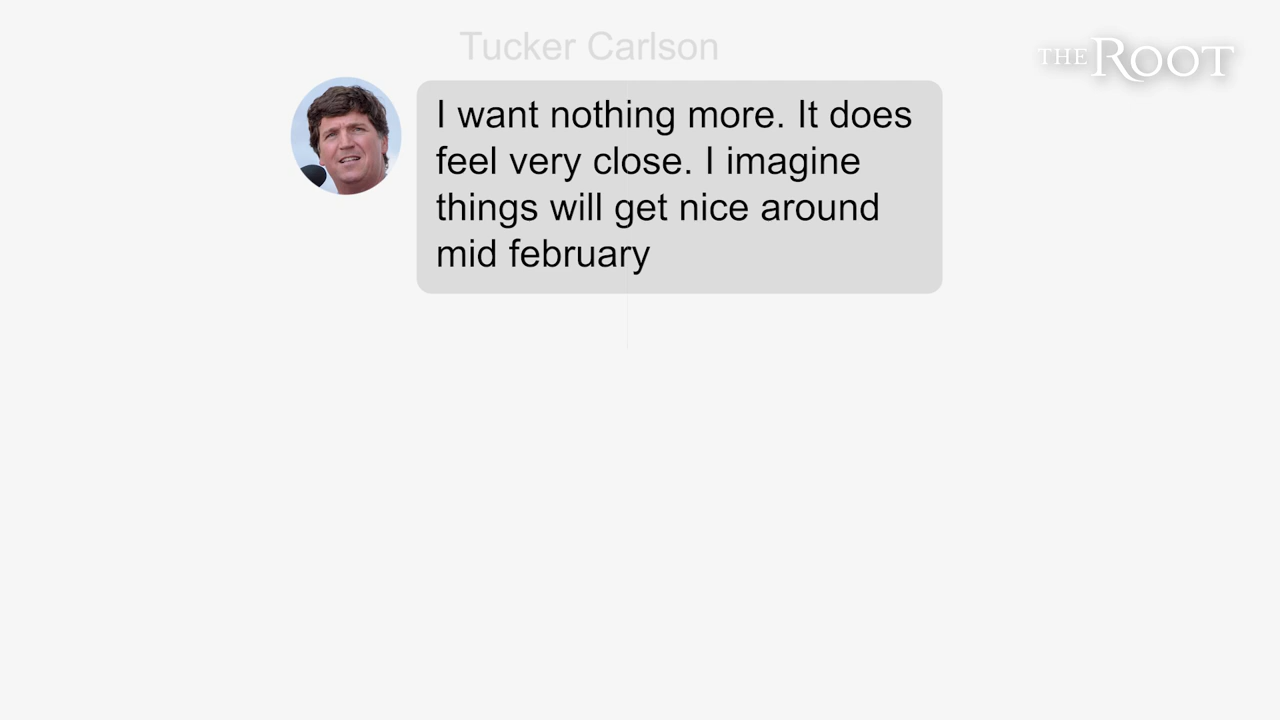 Tucker Carlson
THE ROOT
I want nothing more. It does
feel very close. I imagine
things will get nice around
mid february